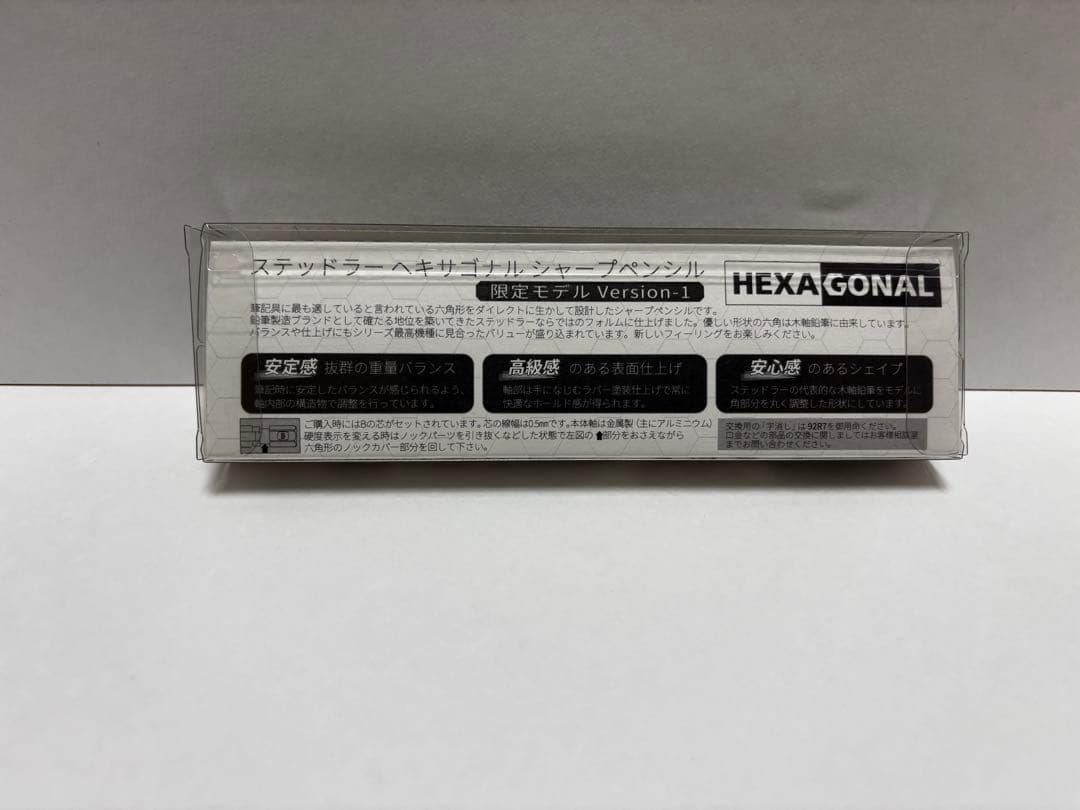 ステッドラー ヘキサゴナル シャープペンシル
限定モデル Version-1
HEXAGONAL
筆記具に最も適していると言われている六角形をダイレクトに生かして設計したシャープペンシルです。
鉛筆製造ブランドとして確たる地位を築いてきたステッドラーならではのフォルムに仕上げました。優しい形状の六角は木軸鉛筆に由来しています。
バランスや仕上げにもシリーズ最高機種に見合ったバリューが盛り込まれています。新しいフィーリングをお楽しみください。
安定感 抜群の重量バランス
筆記時に安定したバランスが感じられるよう、
軸内部の構造物で調整を行っています。
高級感 のある表面仕上げ
軸部は手になじむラバー塗装仕上げで常に
快適なホールド感が得られます。
安心感 のあるシェイプ
ステッドラーの代表的な木軸鉛筆をモデルに
角部分を丸く調整した形状にしています。
B
ご購入時にはBの芯がセットされています。芯の線幅は0.5mmです。本体軸は金属製(主にアルミニウム)
硬度表示を変える時はノックパーツを引き抜くなどした状態で左図の⬆部分をおさえながら
六角形のノックカバー部分を回して下さい。
交換用の「字消し」は92R7を御用命ください。
口金などの部品の交換に関しましてはお客様相談室
までお問い合わせください。